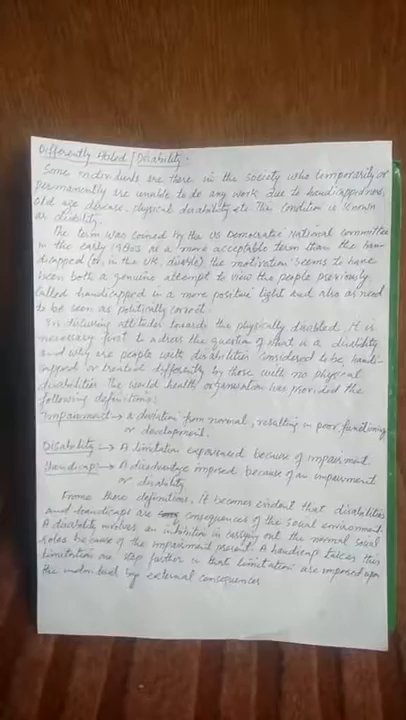 Differently Abled / Disability:
Some individuals are there in the society who temporarily or
permanently are unable to do any work due to handicappedness,
old age disease, physical disability etc. This condition is known
as disbility.
The term was coined by the US Democratic National committee
in the early 1980s as a more acceptable term than the han-
dicapped (or, in the UK, disable) the motivation seems to have
been both a genuine attempt to view the people previously
called handicapped in a more positive light and also a need
to be seen as politically correct.
In discussing attitudes towards the physically disabled, it is
necessary first to adress the question of what is a disability
and why are people with disabilities considered to be handi-
capped or treated differently by those with no physical
disabilities. The world health organisation has provided the
following definitions:
Impairment → a deviation from normal, resulting in poor functioning
or development.
Disability → A limitation experienced because of impairment.
Handicap → A disadvantage imposed because of an impairment
or disability
From these definitions. It becomes evident that disabilities
and handicaps are consequences of the social environment.
A disability involves an inhibition in carrying out the normal social
roles because of the impairment present. A handicap takes this
limitation one step further in that limitation are imposed upon
the individual by external consequences